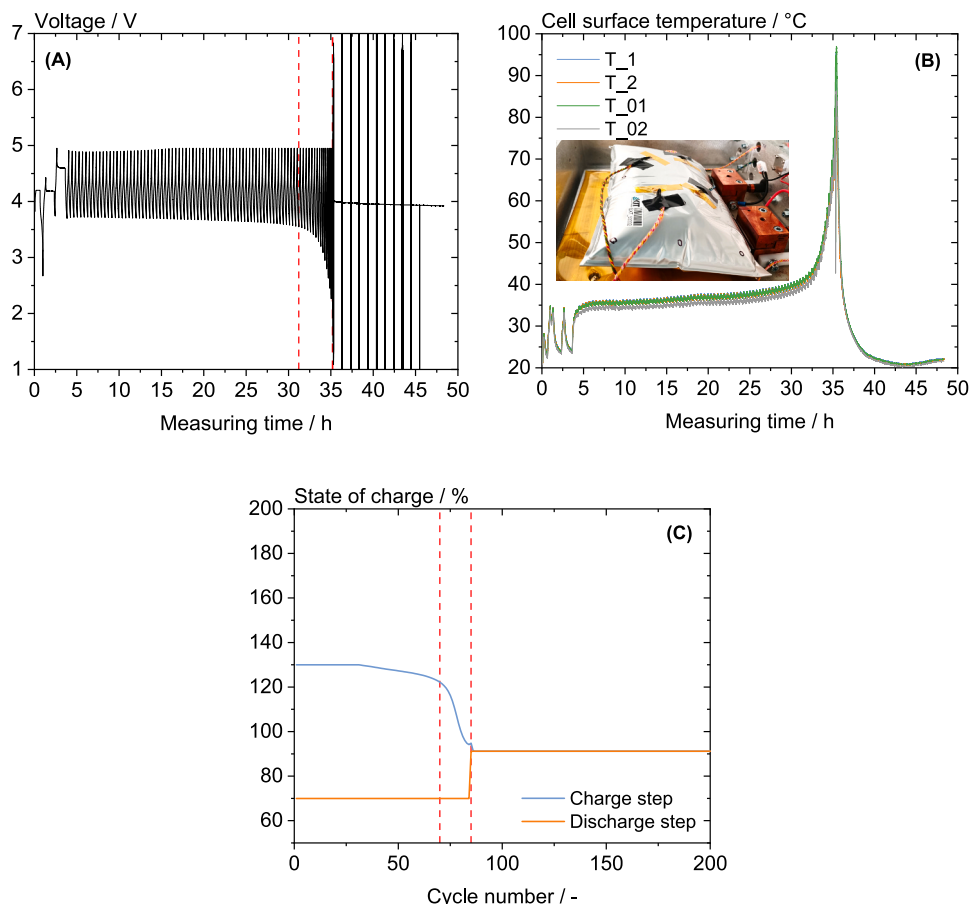 Voltage / V
(A)
7
6
5
4
3
2
1
0 5 10 15 20 25 30 35 40 45 50
Measuring time / h
Cell surface temperature / °C
(B)
T_1
T_2
T_01
T_02
100
90
80
70
60
50
40
30
20
0 5 10 15 20 25 30 35 40 45 50
Measuring time / h
State of charge / %
(C)
200
180
160
140
120
100
80
60
Charge step
Discharge step
0 50 100 150 200
Cycle number / -